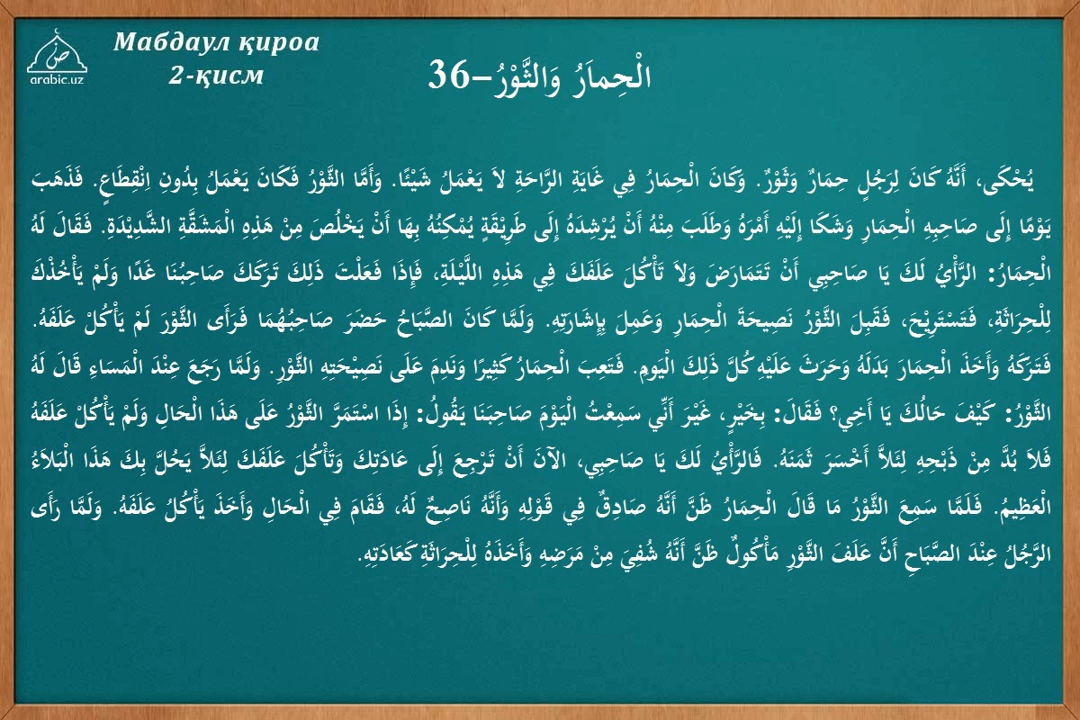 Мабдаул қироа
2-қисм
arabic.uz
36-الْحِمَارُ وَالثَّوْرُ
يُحْكَى، أَنَّهُ كَانَ لِرَجُلٍ حِمَارٌ وَثَوْرٌ. وَكَانَ الْحِمَارُ فِي غَايَةِ الرَّاحَةِ لاَ يَعْمَلُ شَيْئًا. وَأَمَّا الثَّوْرُ فَكَانَ يَعْمَلُ بِدُونِ اِنْقِطَاعٍ. فَذَهَبَ
يَوْمًا إِلَى صَاحِبِهِ الْحِمَارِ وَشَكَا إِلَيْهِ أَمْرَهُ وَطَلَبَ مِنْهُ أَنْ يُرْشِدَهُ إِلَى طَرِيْقَةٍ يُمْكِنُهُ بِهَا أَنْ يَخْلُصَ مِنْ هَذِهِ الْمَشَقَّةِ الشَّدِيْدَةِ. فَقَالَ لَهُ
الْحِمَارُ: الرَّأْيُ لَكَ يَا صَاحِبِي أَنْ تَتَمَارَضَ وَلاَ تَأْكُلَ عَلَفَكَ فِي هَذِهِ اللَّيْلَةِ، فَإِذَا فَعَلْتَ ذَلِكَ تَرَكَكَ صَاحِبُنَا غَدًا وَلَمْ يَأْخُذْكَ
لِلْحِرَاثَةِ، فَتَسْتَرِيْحَ، فَقَبِلَ الثَّوْرُ نَصِيحَةَ الْحِمَارِ وَعَمِلَ بِإِشَارَتِهِ. وَلَمَّا كَانَ الصَّبَاحُ حَضَرَ صَاحِبُهُمَا فَرَأَى الثَّوْرَ لَمْ يَأْكُلْ عَلَفَهُ.
فَتَرَكَهُ وَأَخَذَ الْحِمَارَ بَدَلَهُ وَحَرَثَ عَلَيْهِ كُلَّ ذَلِكَ الْيَوْمِ. فَتَعِبَ الْحِمَارُ كَثِيرًا وَنَدِمَ عَلَى نَصِيْحَتِهِ الثَّوْرِ. وَلَمَّا رَجَعَ عِنْدَ الْمَسَاءِ قَالَ لَهُ
الثَّوْرُ: كَيْفَ حَالُكَ يَا أَخِي؟ فَقَالَ: بِخَيْرٍ، غَيْرَ أَنِّي سَمِعْتُ الْيَوْمَ صَاحِبَنَا يَقُولُ: إِذَا اسْتَمَرَّ الثَّوْرُ عَلَى هَذَا الْحَالِ وَلَمْ يَأْكُلْ عَلَفَهُ
فَلاَ بُدَّ مِنْ ذَبْحِهِ لِئَلاَّ أَخْسَرَ ثَمَنَهُ. فَالرَّأْيُ لَكَ يَا صَاحِبِي، الآنَ أَنْ تَرْجِعَ إِلَى عَادَتِكَ وَتَأْكُلَ عَلَفَكَ لِئَلاَّ يَحُلَّ بِكَ هَذَا الْبَلاَءُ
الْعَظِيمُ. فَلَمَّا سَمِعَ الثَّوْرُ مَا قَالَ الْحِمَارُ ظَنَّ أَنَّهُ صَادِقٌ فِي قَوْلِهِ وَأَنَّهُ نَاصِحٌ لَهُ، فَقَامَ فِي الْحَالِ وَأَخَذَ يَأْكُلُ عَلَفَهُ. وَلَمَّا رَأَى
الرَّجُلُ عِنْدَ الصَّبَاحِ أَنَّ عَلَفَ الثَّوْرِ مَأْكُولٌ ظَنَّ أَنَّهُ شُفِيَ مِنْ مَرَضِهِ وَأَخَذَهُ لِلْحِرَاثَةِ كَعَادَتِهِ.